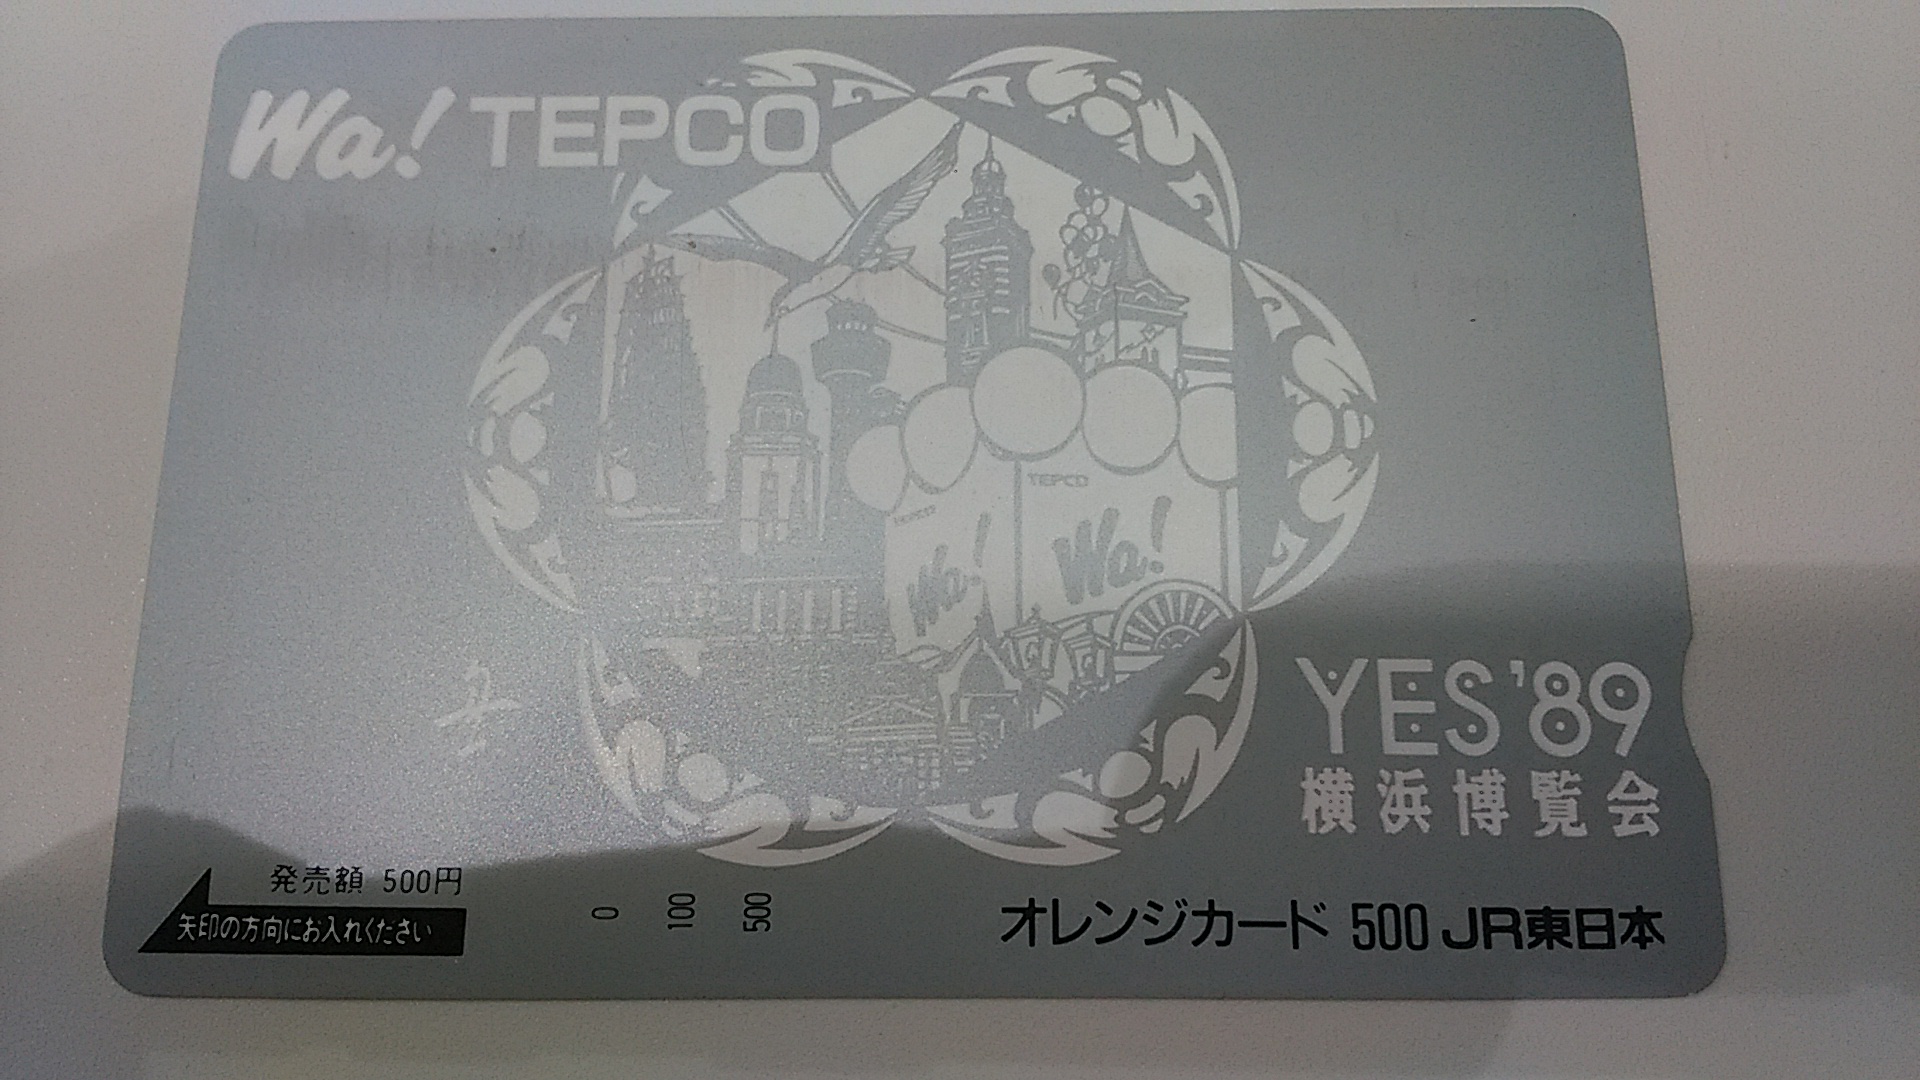 Wa! TEPCO
TEPCO
TEPCO
Wa!
Wa!
YES'89
横浜博覧会
発売額 500円
矢印の方向にお入れください
0 100 500
オレンジカード 500 JR東日本